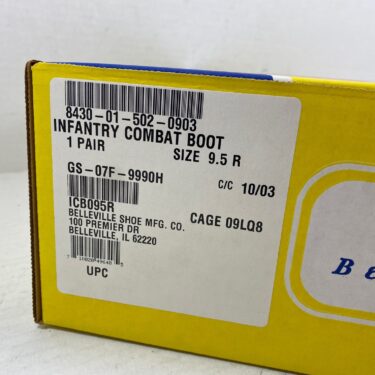 8430-01-502-0903
INFANTRY COMBAT BOOT
1 PAIR SIZE 9.5 R
GS-07F-9990H C/C 10/03
ICB095R
BELLEVILLE SHOE MFG. CO. CAGE 09LQ8
100 PREMIER DR
BELLEVILLE, IL 62220
UPC
Be